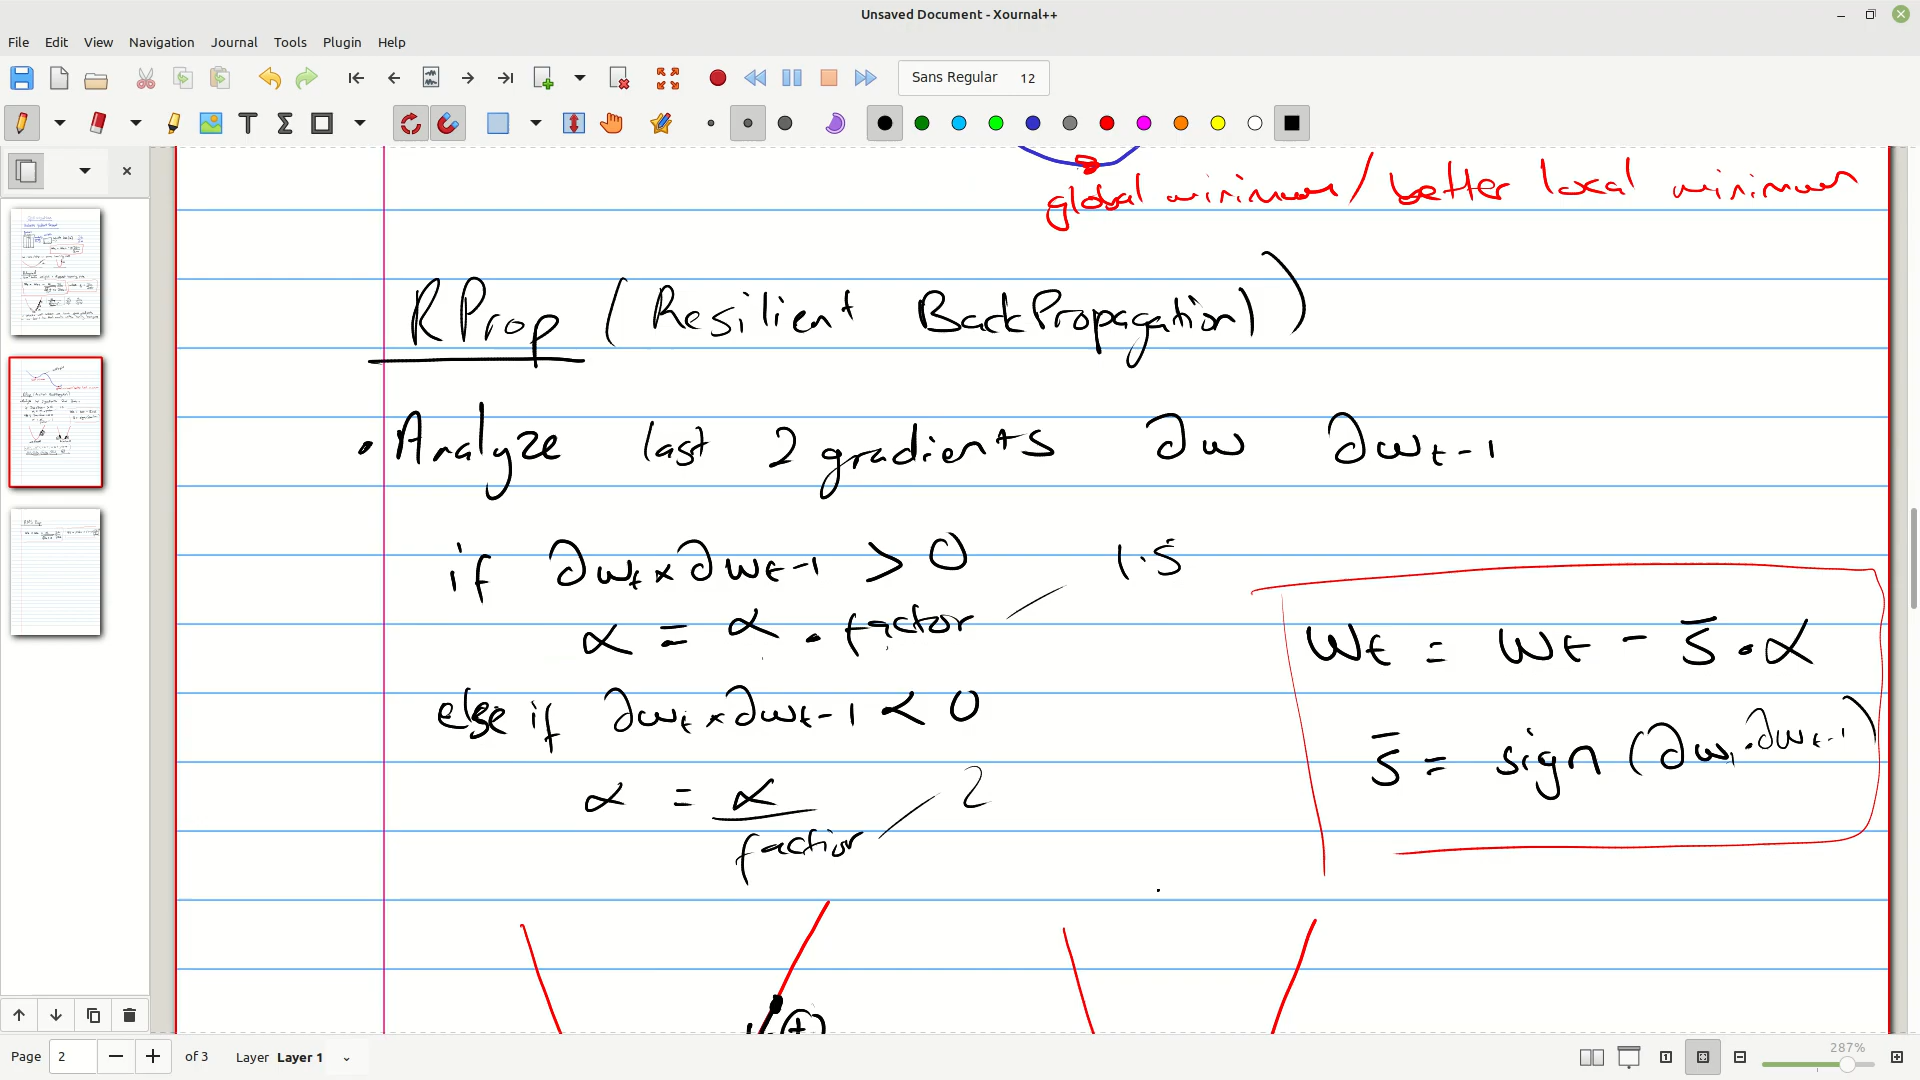 Unsaved Document - Xournal++
File Edit View Navigation Journal Tools Plugin Help
Sans Regular 12
global minimum / better local minimum
RProp (Resilient BackPropagation))
• Analyze last 2 gradients ∂w ∂wt-1
if ∂wt × ∂wt-1 > 0 1.5
α = α . factor
else if ∂wt × ∂wt-1 < 0
α = α / factor 2
wt = wt - s̄ . α
s̄ = sign (∂wt . ∂wt-1)
(+)
Page 2 of 3 Layer Layer 1 287%